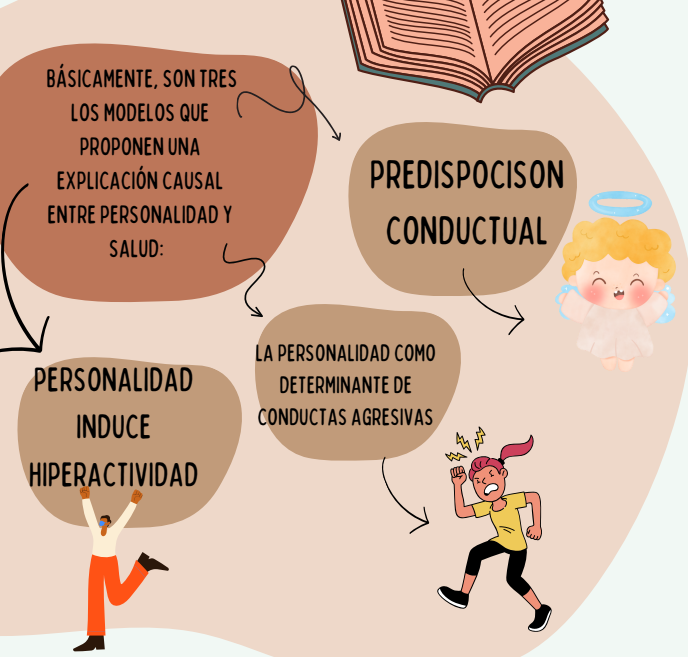 BÁSICAMENTE, SON TRES
LOS MODELOS QUE
PROPONEN UNA
EXPLICACIÓN CAUSAL
ENTRE PERSONALIDAD Y
SALUD:
PREDISPOCISON
CONDUCTUAL
LA PERSONALIDAD COMO
DETERMINANTE DE
CONDUCTAS AGRESIVAS
PERSONALIDAD
INDUCE
HIPERACTIVIDAD